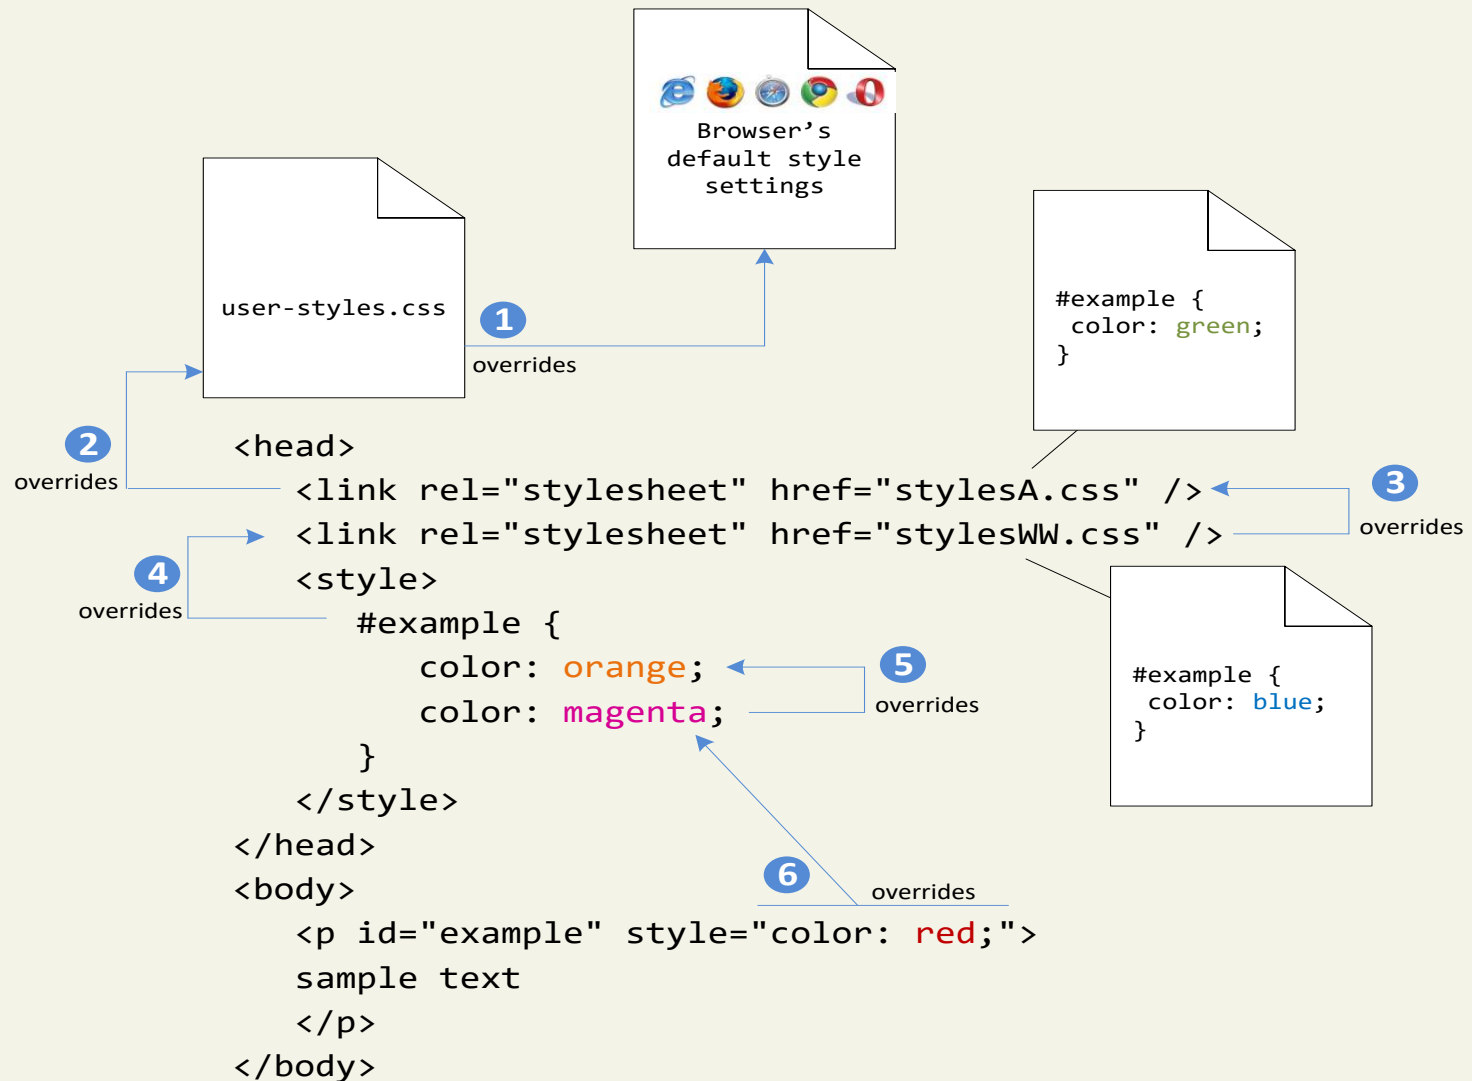 Browser’s
default style
settings
user-styles.css
1
overrides
#example {
color: green;
}
2
overrides
<head>
<link rel="stylesheet" href="stylesA.css" />
3
overrides
<link rel="stylesheet" href="stylesWW.css" />
4
overrides
<style>
#example {
color: orange;
color: magenta;
5
overrides
}
</style>
#example {
color: blue;
}
</head>
<body>
6
overrides
<p id="example" style="color: red;">
sample text
</p>
</body>